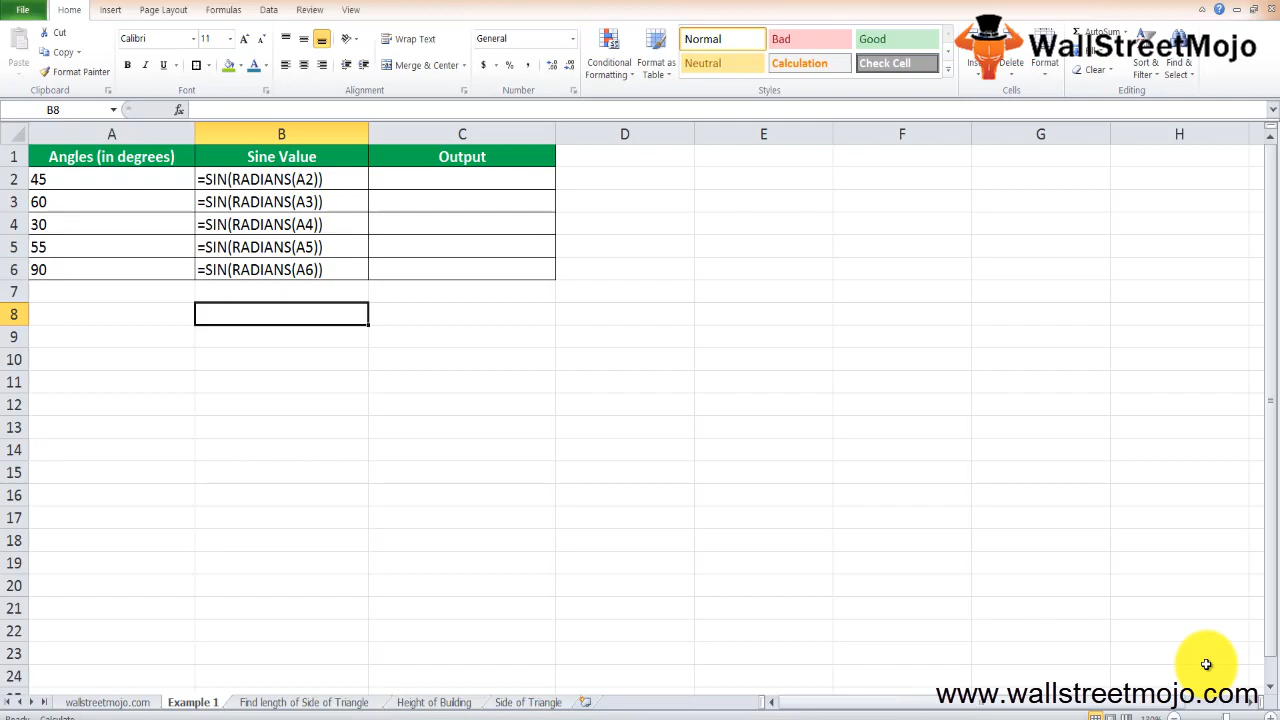 File Home Insert Page Layout Formulas Data Review View
Cut
Copy
Paste
Format Painter
Clipboard
Calibri 11
B I U A A
Font
Wrap Text
Merge & Center
Alignment
General
$ % ,
Number
Conditional Formatting
Format as Table
Normal Bad Good
Neutral Calculation Check Cell
Styles
Delete Format
Cells
AutoSum
Clear
Sort & Filter
Find & Select
Editing
WallStreetMojo
B8 fx
A B C D E F G H
1 Angles (in degrees) Sine Value Output
2 45 =SIN(RADIANS(A2))
3 60 =SIN(RADIANS(A3))
4 30 =SIN(RADIANS(A4))
5 55 =SIN(RADIANS(A5))
6 90 =SIN(RADIANS(A6))
7
8
9
10
11
12
13
14
15
16
17
18
19
20
21
22
23
24
wallstreetmojo.com Example 1 Find length of Side of Triangle Height of Building Side of Triangle
www.wallstreetmojo.com